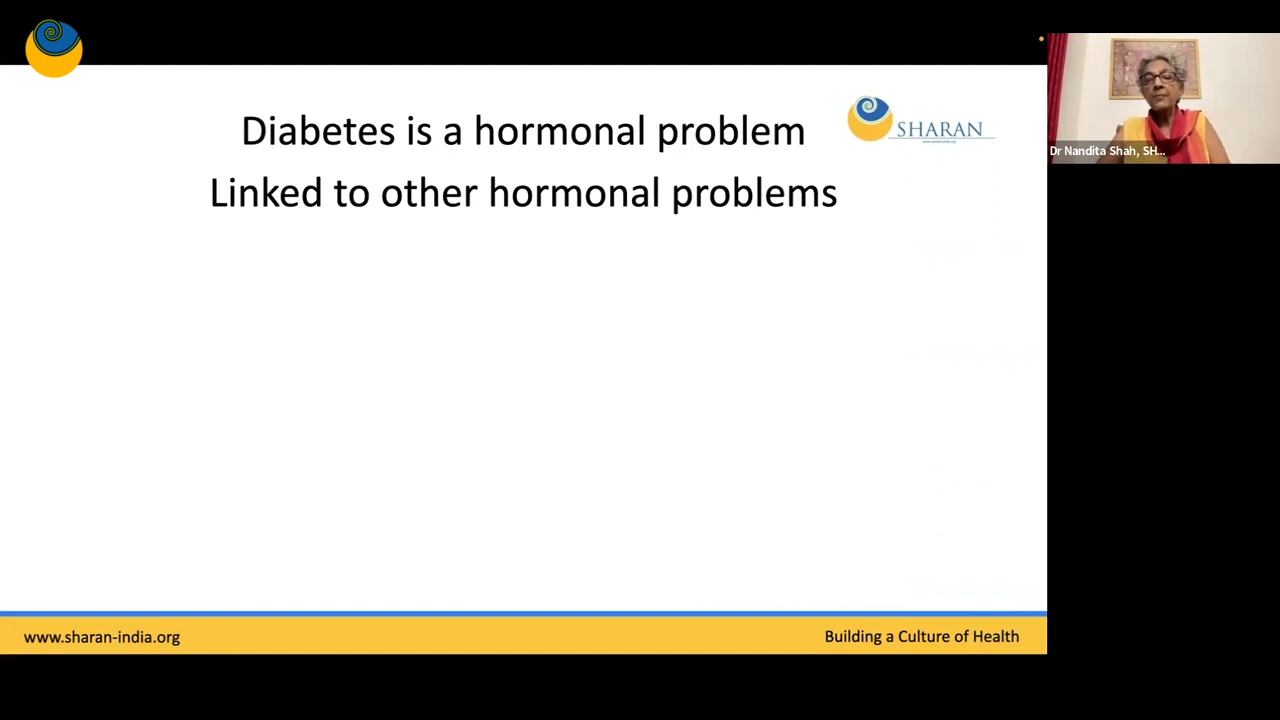 Diabetes is a hormonal problem
Linked to other hormonal problems
SHARAN
Dr Nandita Shah, SH...
www.sharan-india.org
Building a Culture of Health